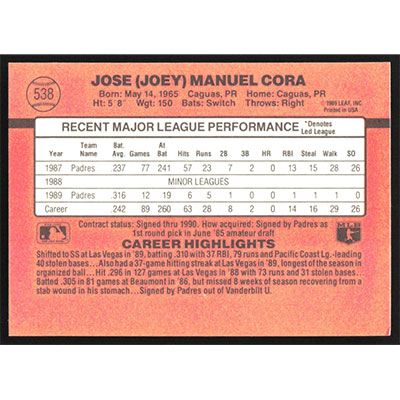 538
JOSE (JOEY) MANUEL CORA
Born: May 14, 1965 Caguas, PR Home: Caguas, PR
Ht: 5' 8" Wgt: 150 Bats: Switch Throws: Right
© 1989 LEAF, INC.
Printed in USA
RECENT MAJOR LEAGUE PERFORMANCE *Denotes Led League
Year Team Name Bat. Avg. Games At Bat Hits Runs 2B 3B HR RBI Steal Walk SO
1987 Padres .237 77 241 57 23 7 2 0 13 15 28 26
1988 MINOR LEAGUES
1989 Padres .316 12 19 6 5 1 0 0 1 1 1 0
Career .242 89 260 63 28 8 2 0 14 16 29 26
Contract status: Signed thru 1990. How acquired: Signed by Padres as
1st round pick in June '85 amateur draft
CAREER HIGHLIGHTS
Shifted to SS at Las Vegas in '89, batting .310 with 37 RBI, 79 runs and Pacific Coast Lg.-leading
40 stolen bases...Also had a 37-game hitting streak at Las Vegas in '89, longest of the season in
organized ball...Hit .296 in 127 games at Las Vegas in '88 with 73 runs and 31 stolen bases...
Batted .305 in 81 games at Beaumont in '86, but missed 8 weeks of season recovering from a
stab wound in his stomach...Signed by Padres out of Vanderbilt U.